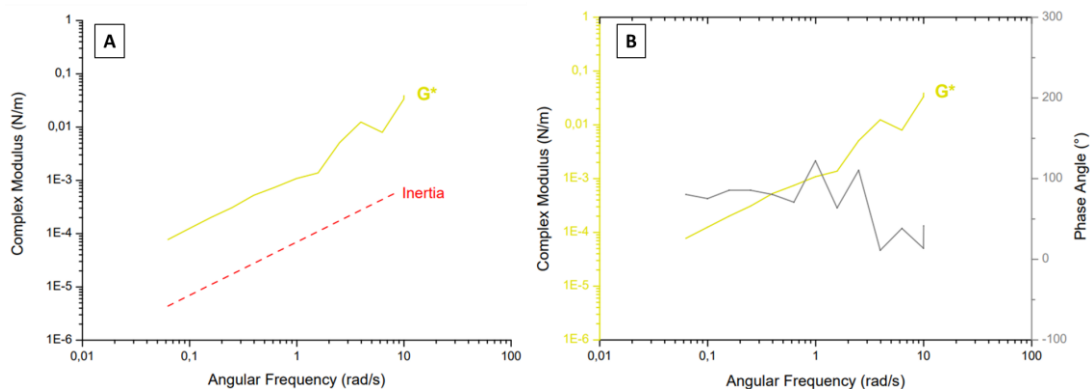 A
Complex Modulus (N/m)
1
0,1
0,01
1E-3
1E-4
1E-5
1E-6
G*
Inertia
0,01
0,1
1
10
100
Angular Frequency (rad/s)
B
Complex Modulus (N/m)
1
0,1
0,01
1E-3
1E-4
1E-5
1E-6
G*
300
200
100
0
-100
Phase Angle (°)
0,01
0,1
1
10
100
Angular Frequency (rad/s)